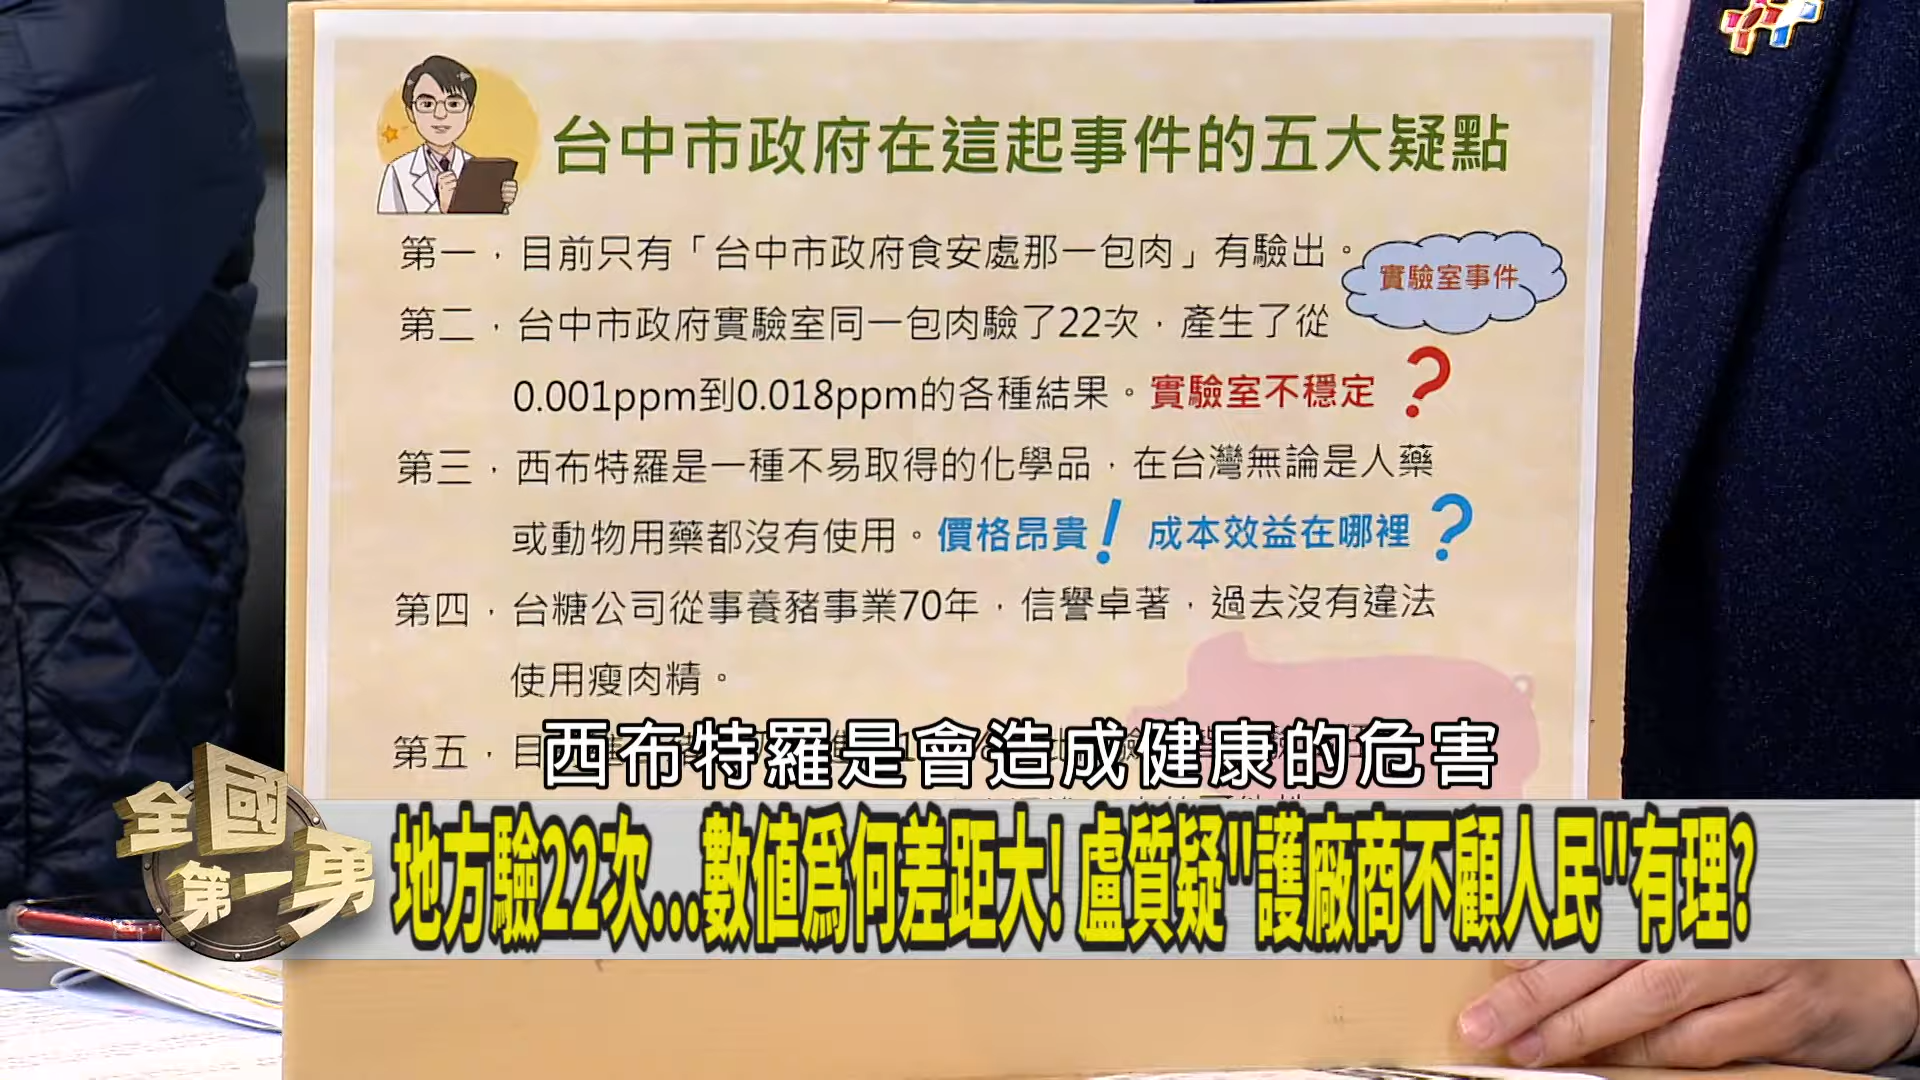 台中市政府在這起事件的五大疑點
第一，目前只有「台中市政府食安處那一包肉」有驗出。
實驗室事件
第二，台中市政府實驗室同一包肉驗了22次，產生了從
0.001ppm到0.018ppm的各種結果。實驗室不穩定？
第三，西布特羅是一種不易取得的化學品，在台灣無論是人藥
或動物用藥都沒有使用。價格昂貴！成本效益在哪裡？
第四，台糖公司從事養豬事業70年，信譽卓著，過去沒有違法
使用瘦肉精。
第五，目
西布特羅是會造成健康的危害
全國第一勇
地方驗22次...數值為何差距大! 盧質疑"護廠商不顧人民"有理?